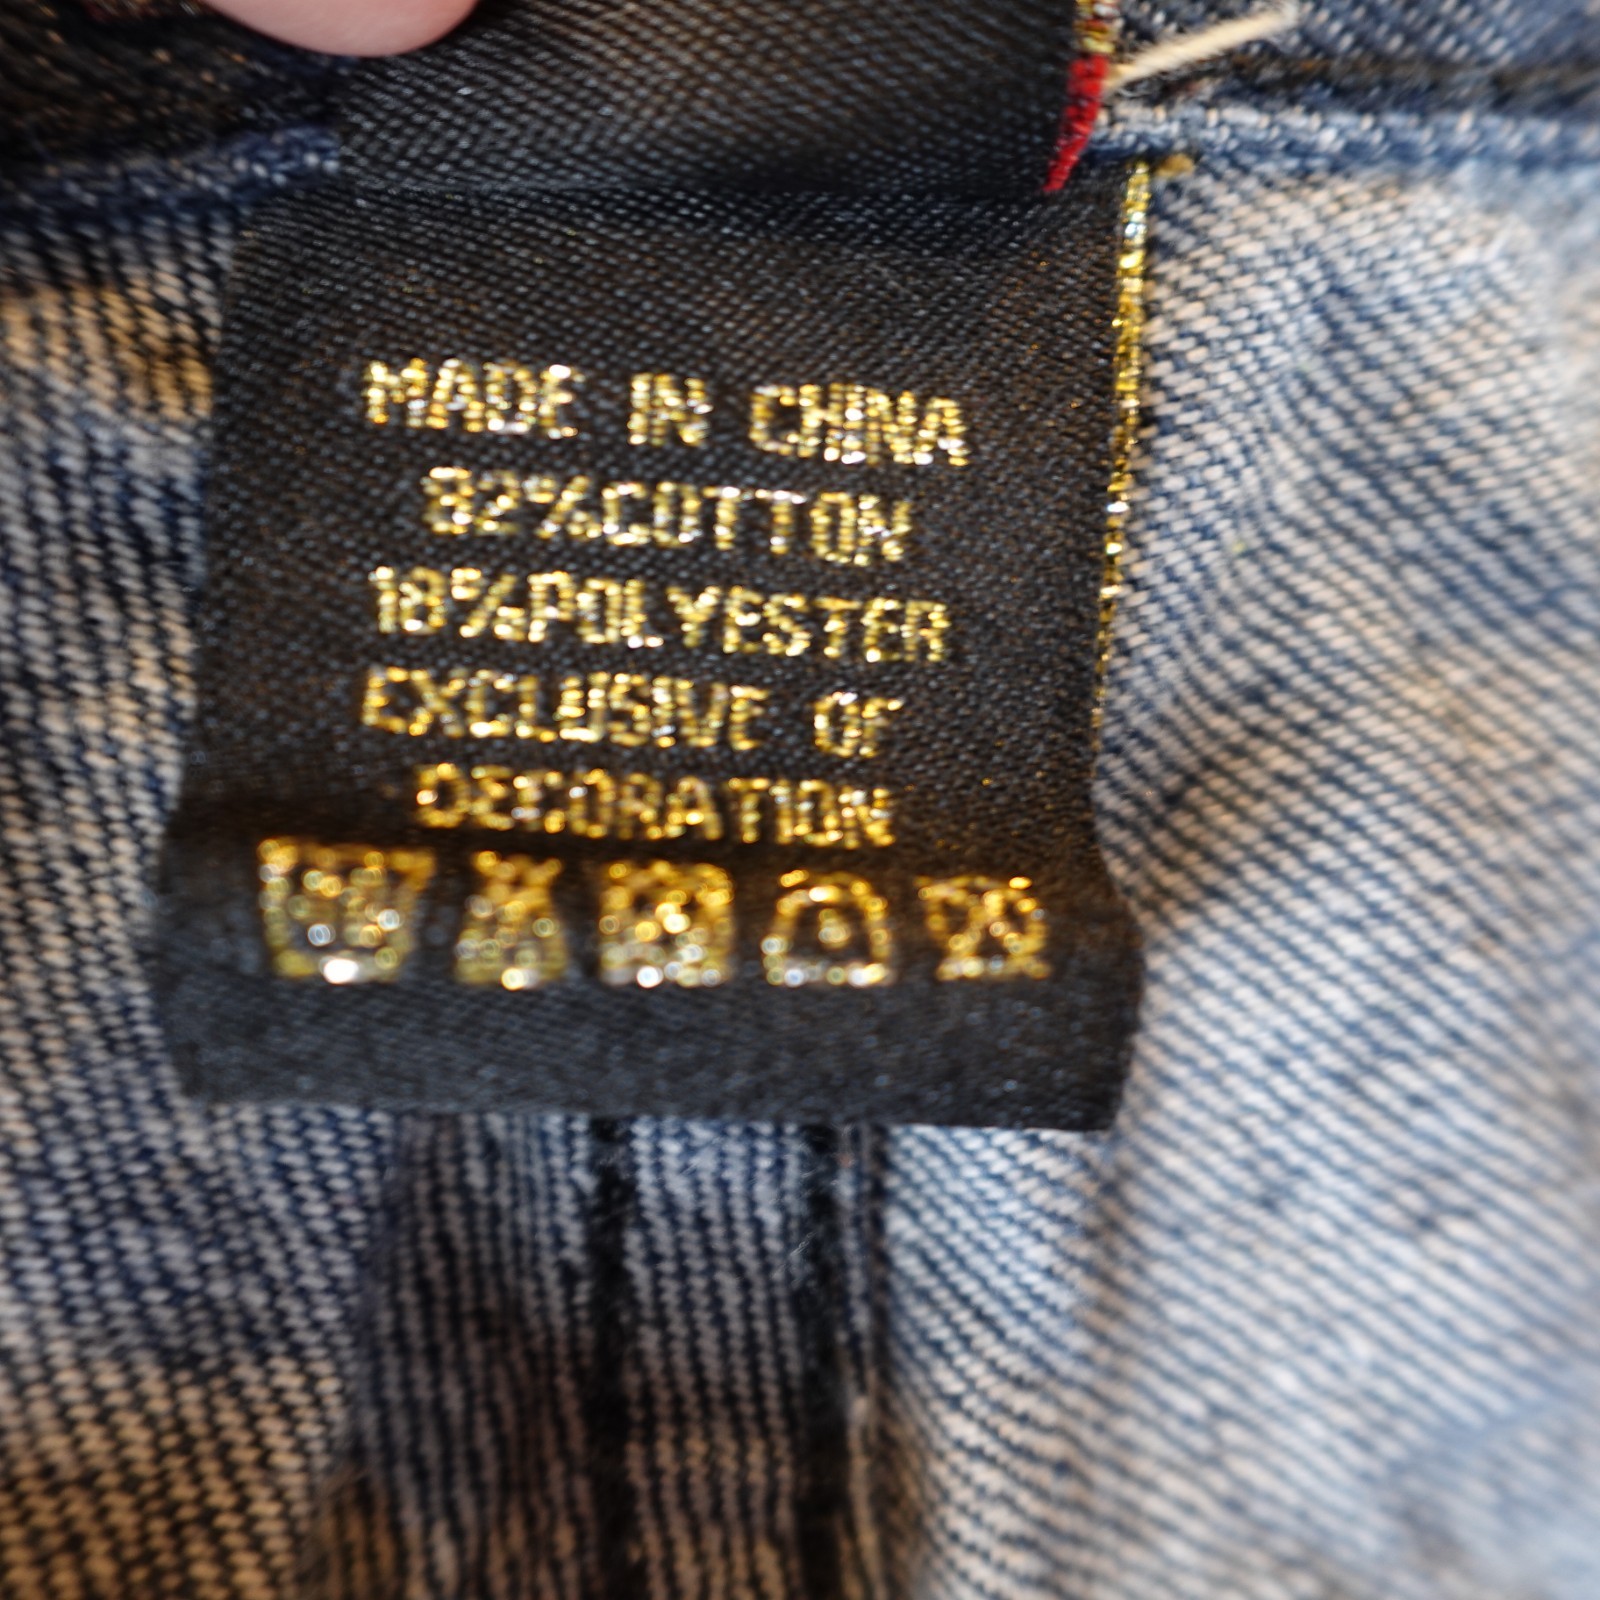 MADE IN CHINA
82%COTTON
18%POLYESTER
EXCLUSIVE OF
DECORATION